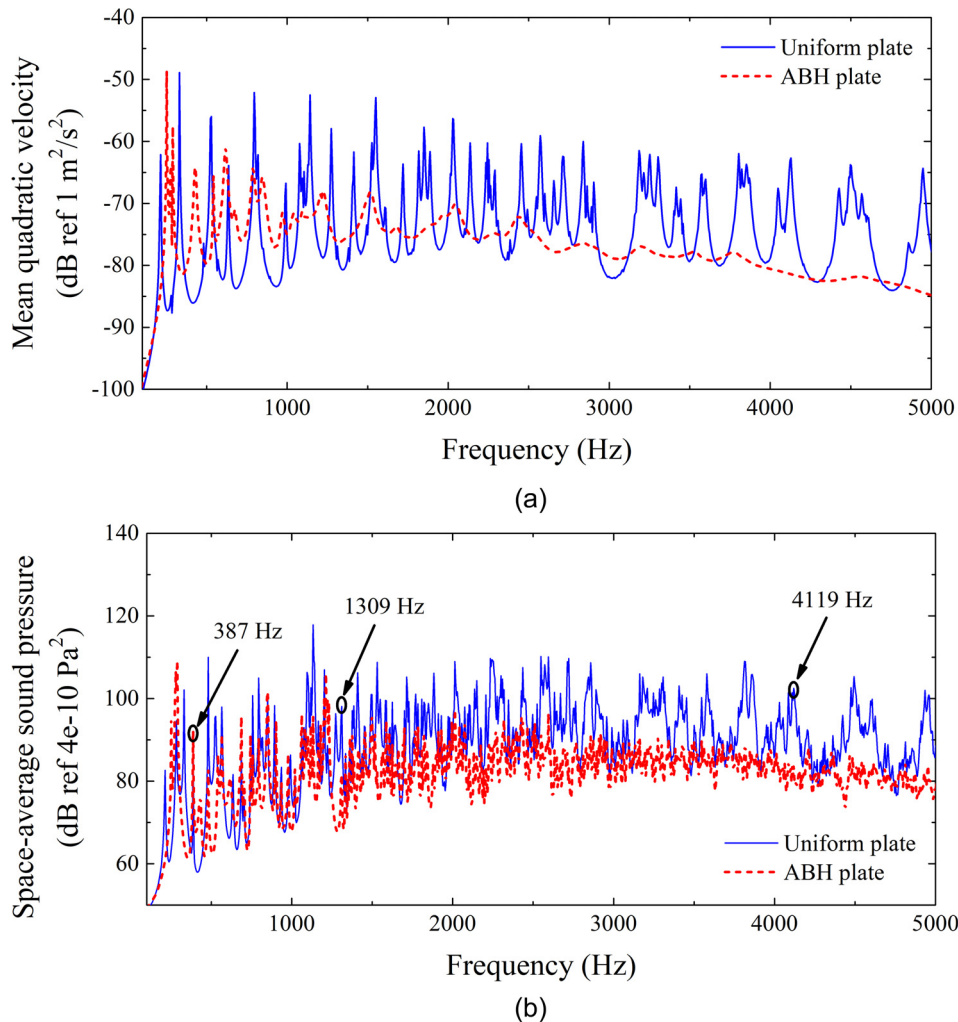 -40
-50
-60
-70
-80
-90
-100
Mean quadratic velocity
(dB ref 1 m²/s²)
Uniform plate
ABH plate
1000
2000
3000
4000
5000
Frequency (Hz)
(a)
140
120
100
80
60
Space-average sound pressure
(dB ref 4e-10 Pa²)
387 Hz
1309 Hz
4119 Hz
Uniform plate
ABH plate
1000
2000
3000
4000
5000
Frequency (Hz)
(b)